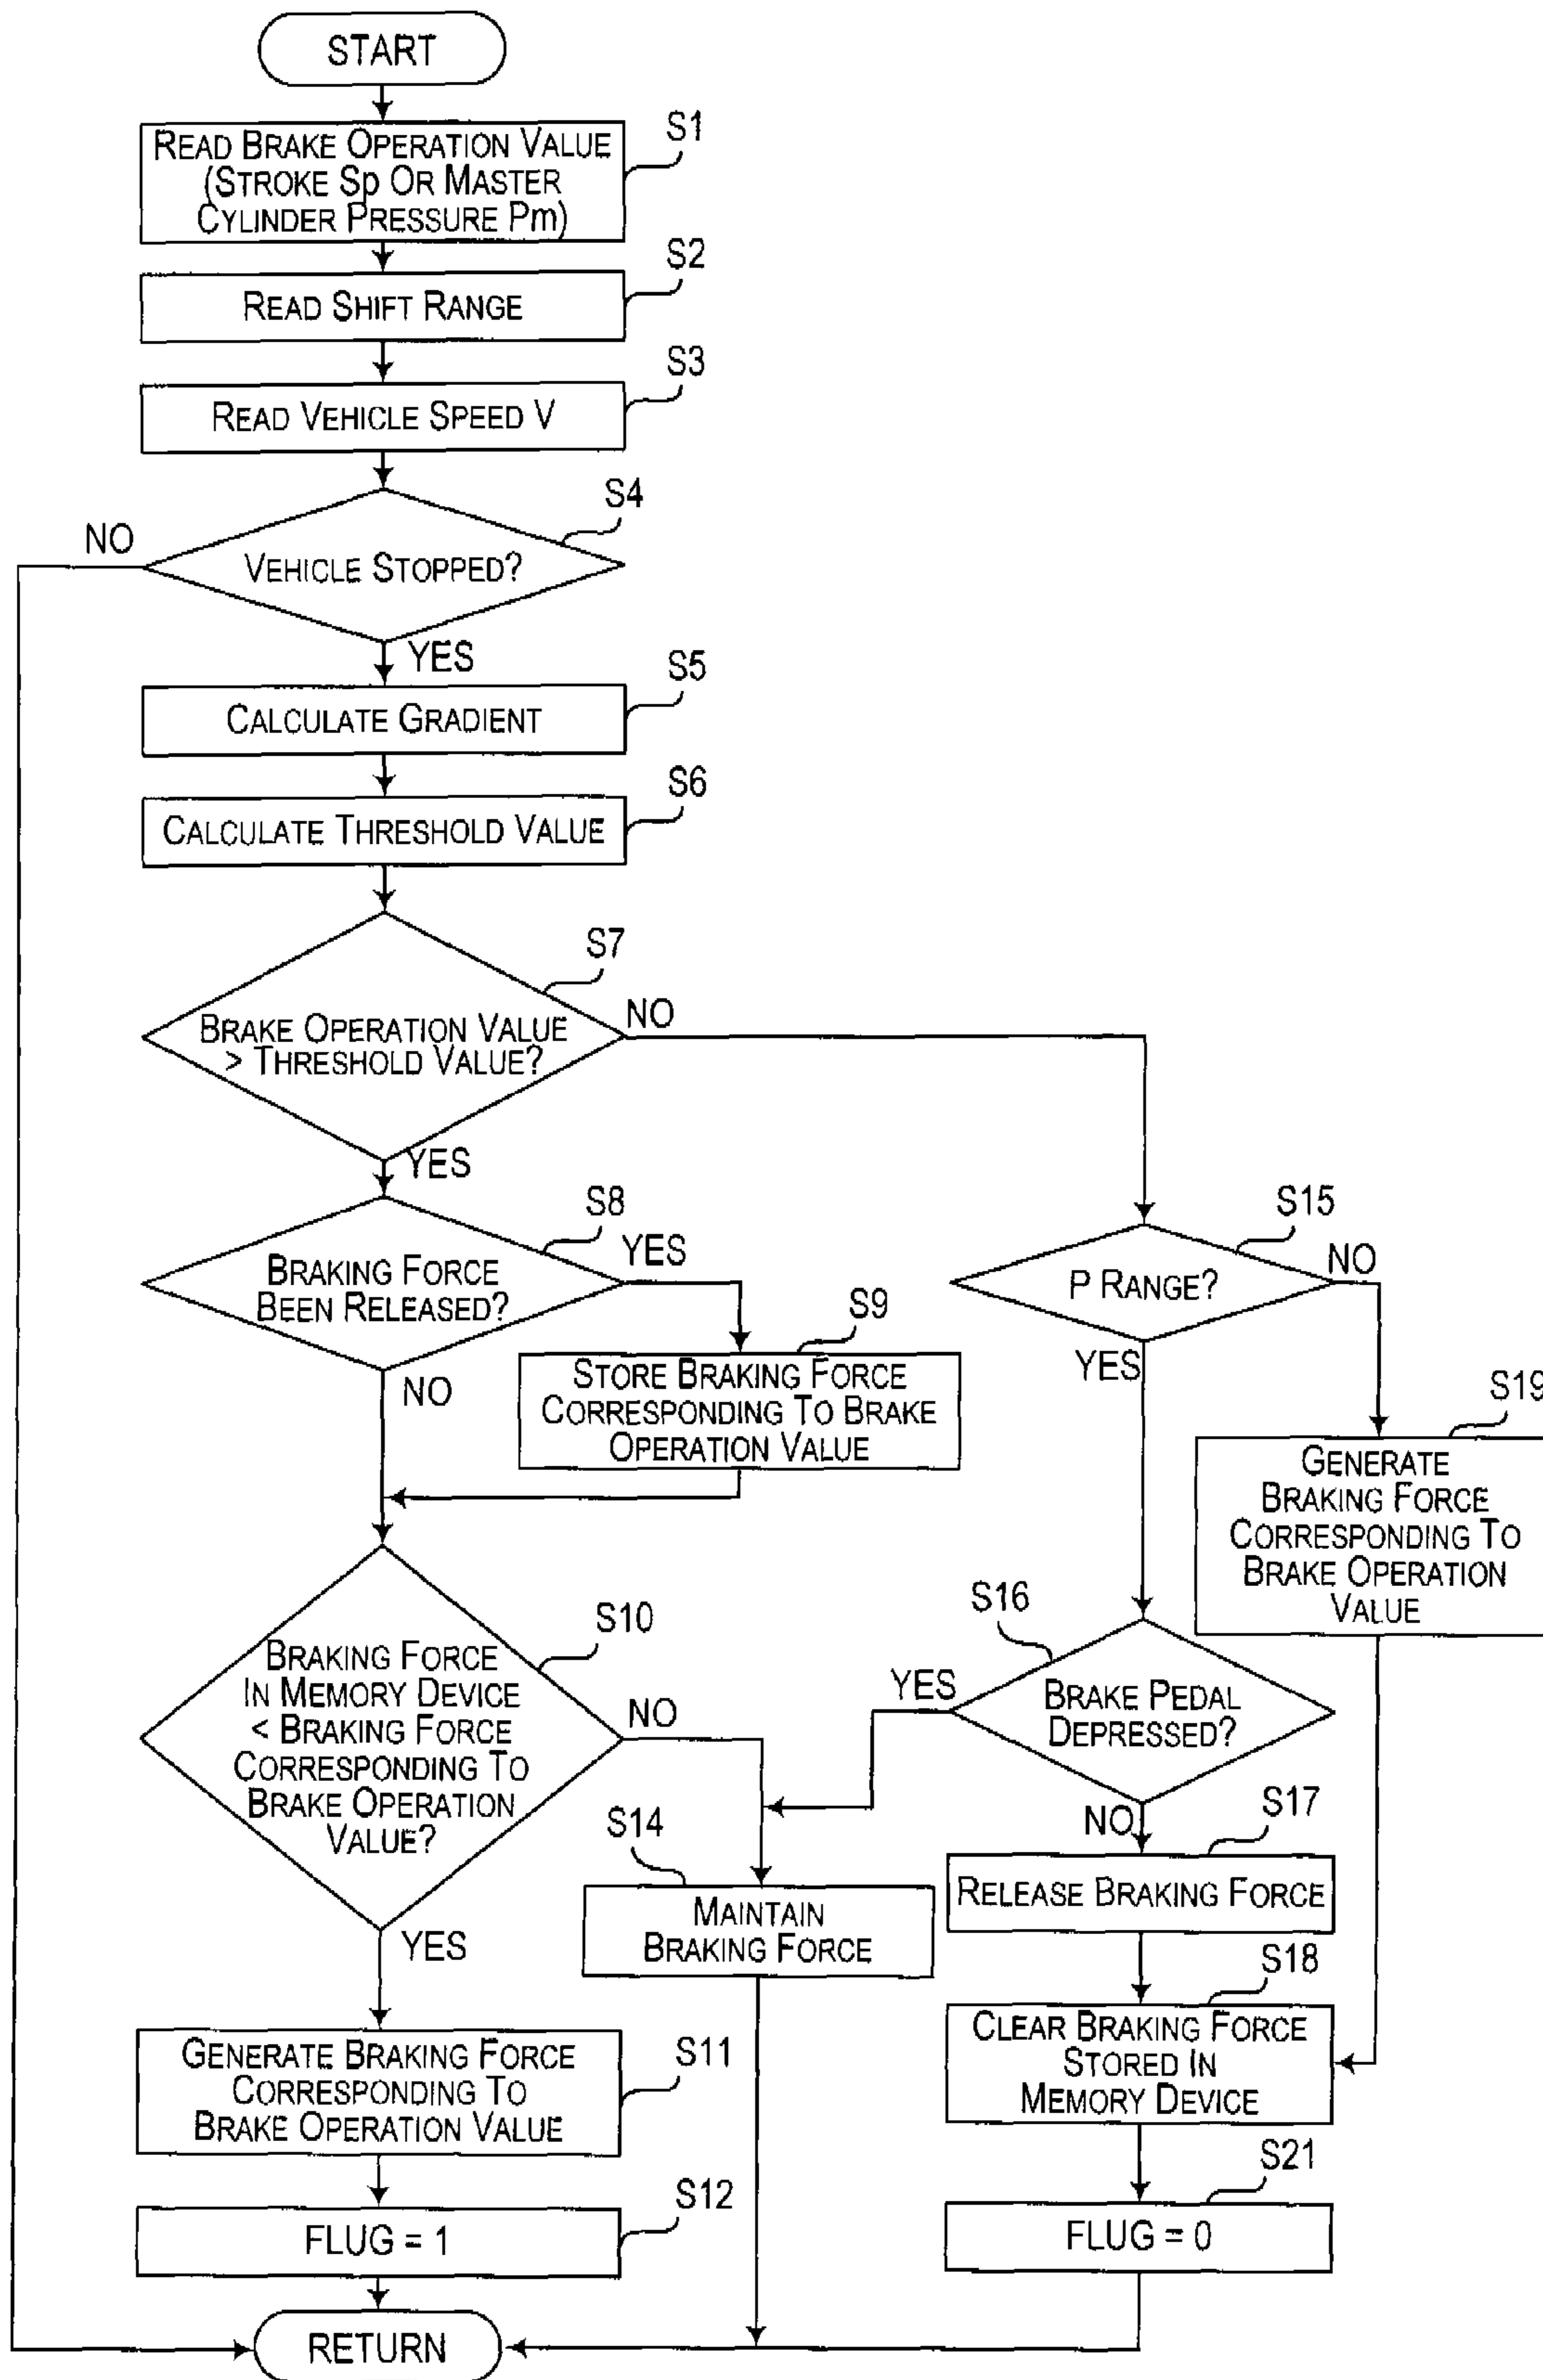 START
READ BRAKE OPERATION VALUE
(STROKE Sp OR MASTER
CYLINDER PRESSURE Pm)
S1
READ SHIFT RANGE
S2
READ VEHICLE SPEED V
S3
VEHICLE STOPPED?
S4
NO
YES
CALCULATE GRADIENT
S5
CALCULATE THRESHOLD VALUE
S6
BRAKE OPERATION VALUE
> THRESHOLD VALUE?
S7
NO
YES
BRAKING FORCE
BEEN RELEASED?
S8
YES
NO
STORE BRAKING FORCE
CORRESPONDING TO BRAKE
OPERATION VALUE
S9
P RANGE?
S15
NO
YES
GENERATE
BRAKING FORCE
CORRESPONDING TO
BRAKE OPERATION
VALUE
S19
BRAKING FORCE
IN MEMORY DEVICE
< BRAKING FORCE
CORRESPONDING TO
BRAKE OPERATION
VALUE?
S10
NO
YES
BRAKE PEDAL
DEPRESSED?
S16
YES
NO
MAINTAIN
BRAKING FORCE
S14
RELEASE BRAKING FORCE
S17
CLEAR BRAKING FORCE
STORED IN
MEMORY DEVICE
S18
GENERATE BRAKING FORCE
CORRESPONDING TO
BRAKE OPERATION VALUE
S11
FLUG = 1
S12
FLUG = 0
S21
RETURN